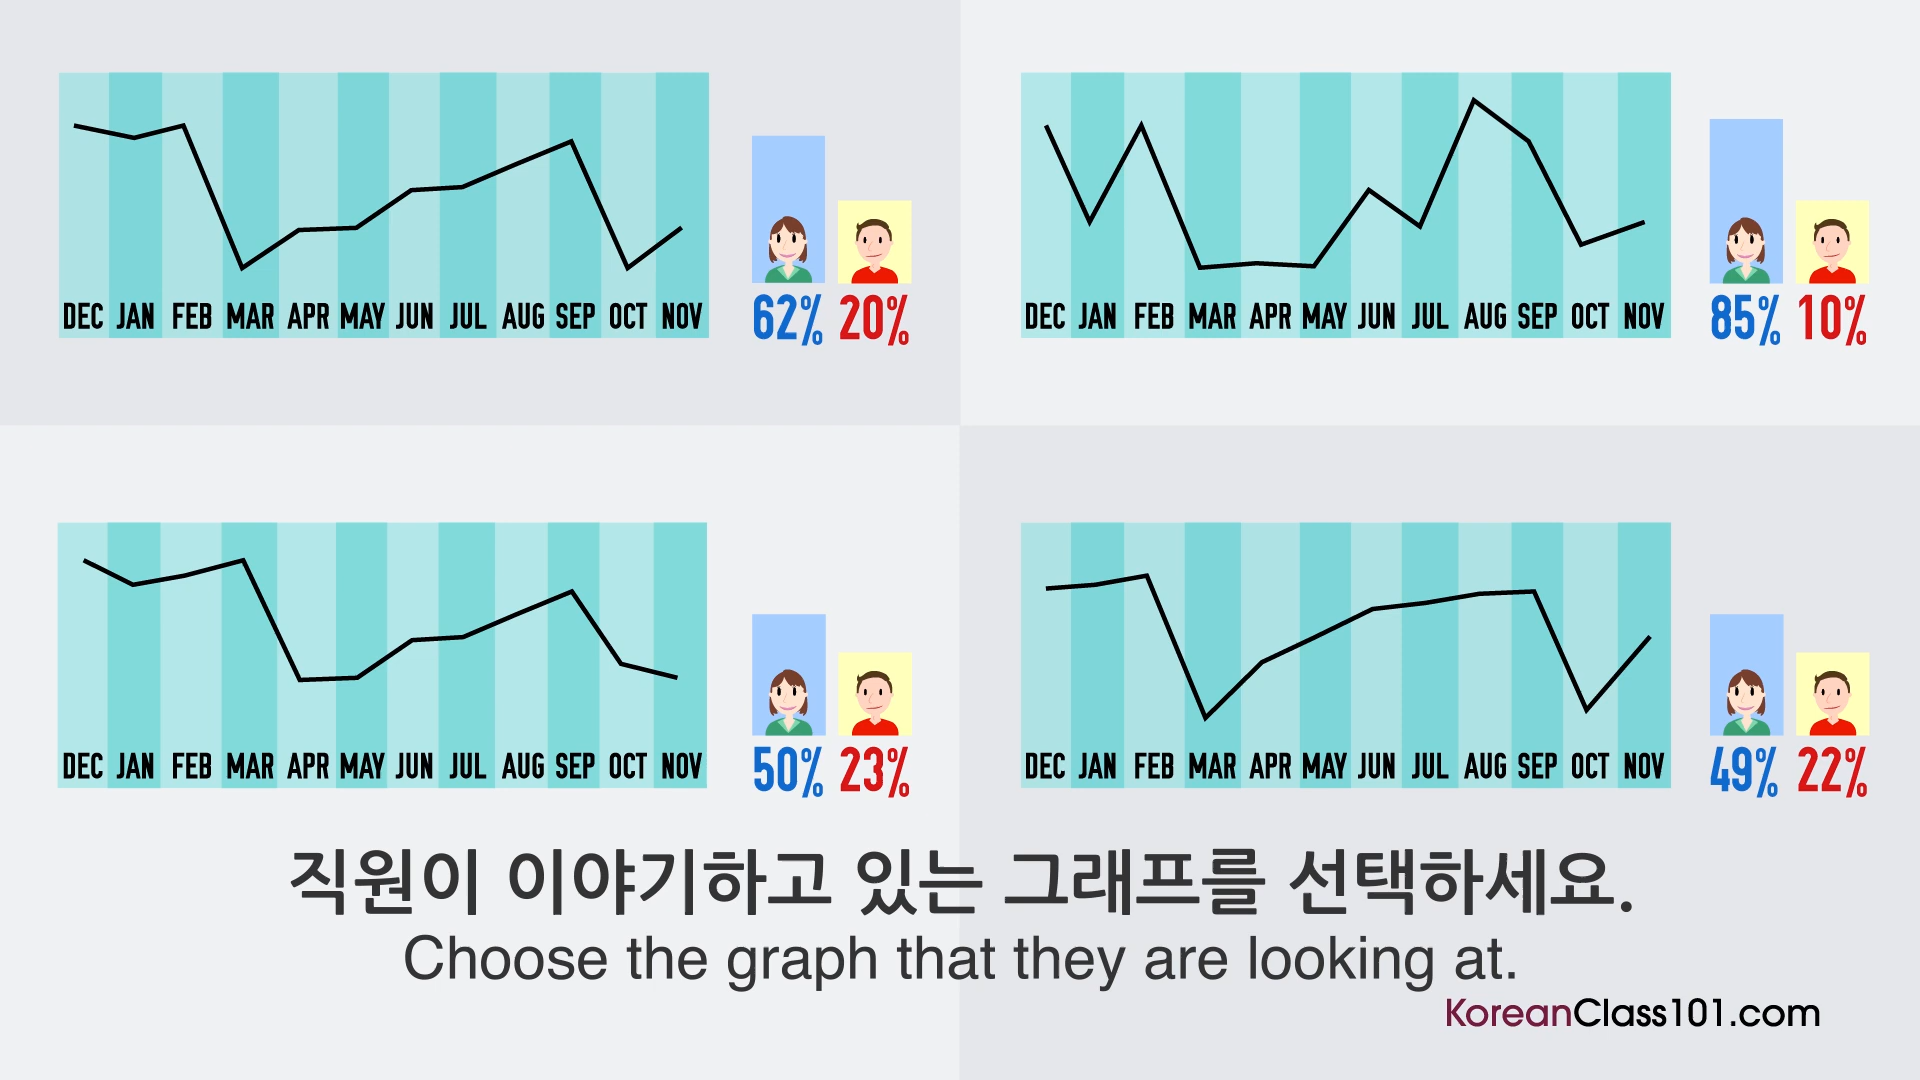 DEC JAN FEB MAR APR MAY JUN JUL AUG SEP OCT NOV
62% 20%
DEC JAN FEB MAR APR MAY JUN JUL AUG SEP OCT NOV
85% 10%
DEC JAN FEB MAR APR MAY JUN JUL AUG SEP OCT NOV
50% 23%
DEC JAN FEB MAR APR MAY JUN JUL AUG SEP OCT NOV
49% 22%
직원이 이야기하고 있는 그래프를 선택하세요.
Choose the graph that they are looking at.
KoreanClass101.com